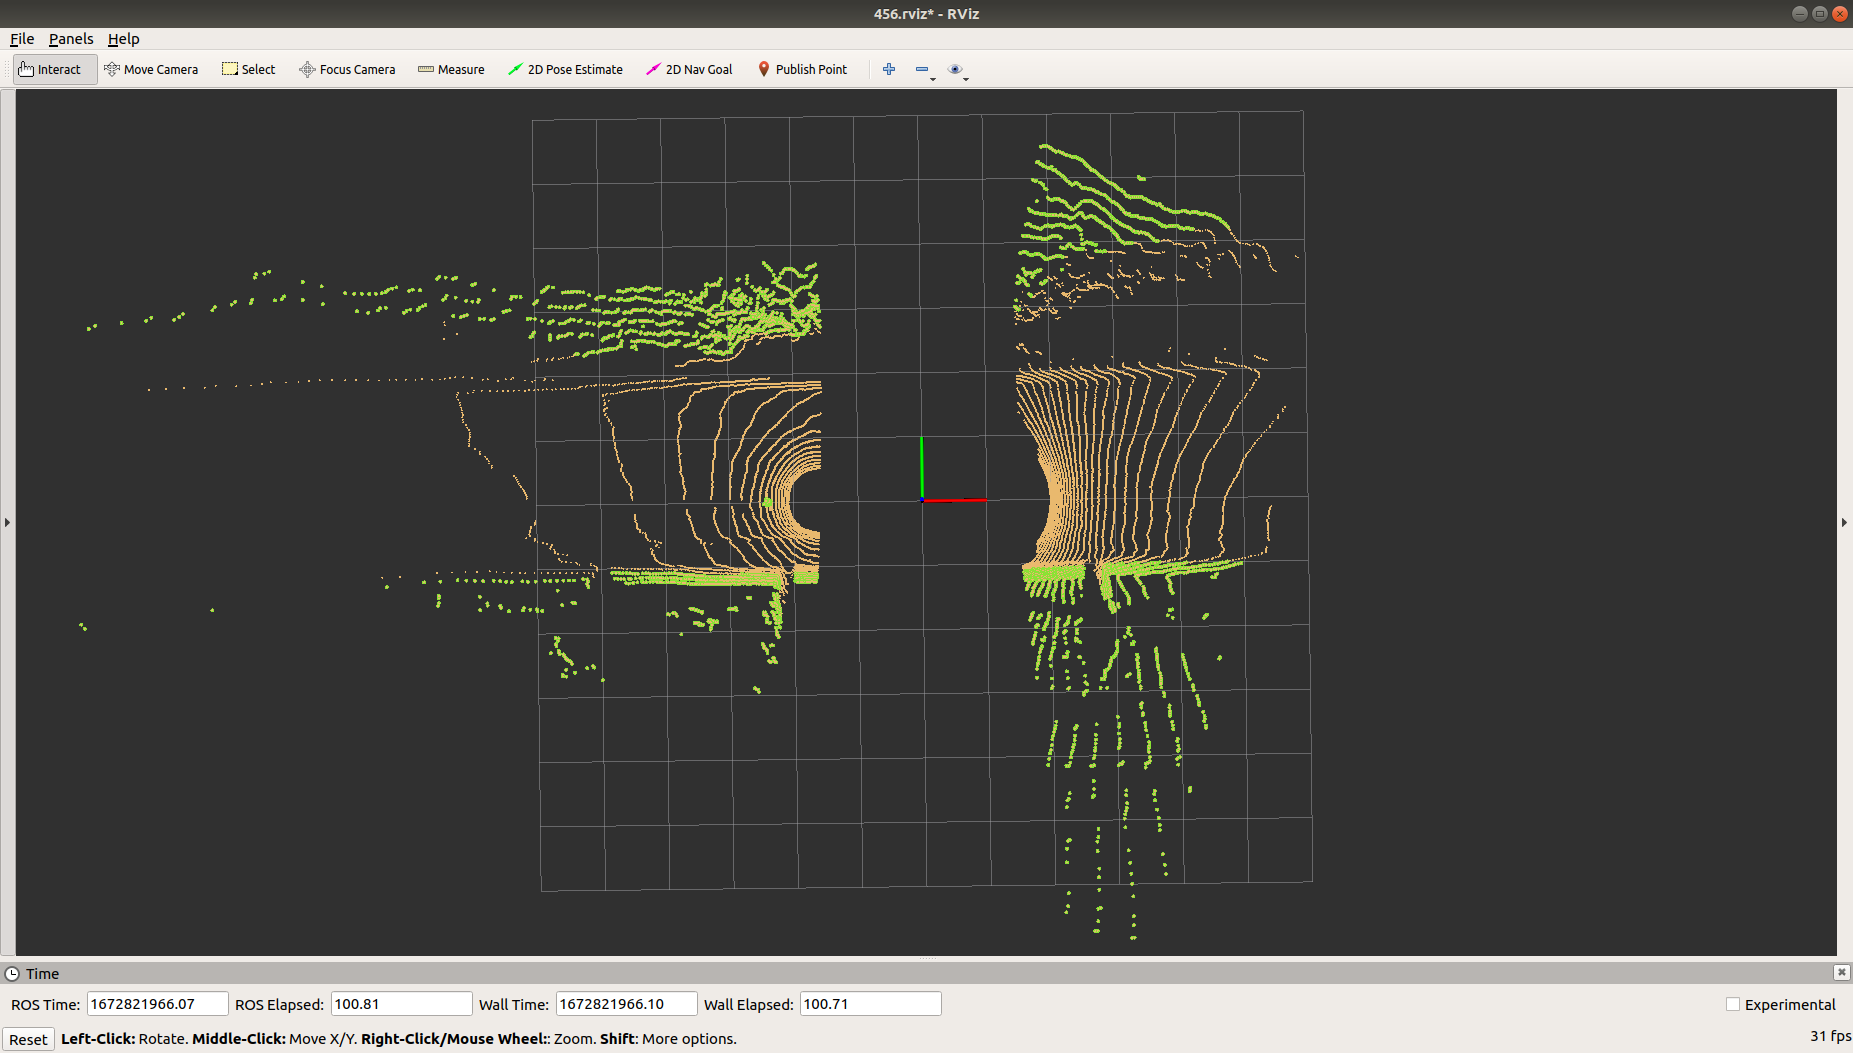 456.rviz* - RViz
File Panels Help
Interact Move Camera Select Focus Camera Measure 2D Pose Estimate 2D Nav Goal Publish Point
Time
ROS Time: 1672821966.07 ROS Elapsed: 100.81 Wall Time: 1672821966.10 Wall Elapsed: 100.71 Experimental
Reset Left-Click: Rotate. Middle-Click: Move X/Y. Right-Click/Mouse Wheel:: Zoom. Shift: More options. 31 fps